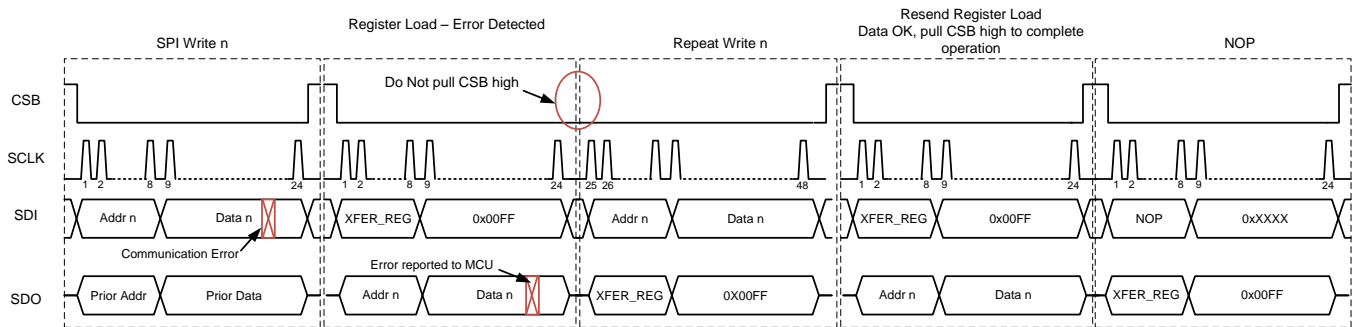 Register Load – Error Detected
Resend Register Load
Data OK, pull CSB high to complete
operation
SPI Write n
Repeat Write n
NOP
Do Not pull CSB high
CSB
SCLK
1 2 8 9 24 1 2 8 9 24 25 26 48 1 2 8 9 24 1 2 8 9 24
SDI
Addr n Data n XFER_REG 0x00FF Addr n Data n XFER_REG 0x00FF NOP 0xXXXX
Communication Error
Error reported to MCU
SDO
Prior Addr Prior Data Addr n Data n XFER_REG 0X00FF Addr n Data n XFER_REG 0x00FF